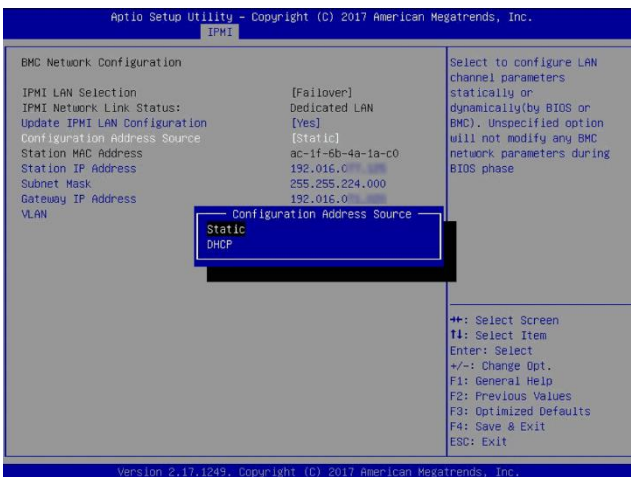 Aptio Setup Utility – Copyright (C) 2017 American Megatrends, Inc.
IPMI
BMC Network Configuration
IPMI LAN Selection [Failover]
IPMI Network Link Status: Dedicated LAN
Update IPMI LAN Configuration [Yes]
Configuration Address Source [Static]
Station MAC Address ac-1f-6b-4a-1a-c0
Station IP Address 192.016.0
Subnet Mask 255.255.224.000
Gateway IP Address 192.016.0
VLAN
Configuration Address Source
Static
DHCP
Select to configure LAN
channel parameters
statically or
dynamically(by BIOS or
BMC). Unspecified option
will not modify any BMC
network parameters during
BIOS phase
↔: Select Screen
↑↓: Select Item
Enter: Select
+/-: Change Opt.
F1: General Help
F2: Previous Values
F3: Optimized Defaults
F4: Save & Exit
ESC: Exit
Version 2.17.1249. Copyright (C) 2017 American Megatrends, Inc.